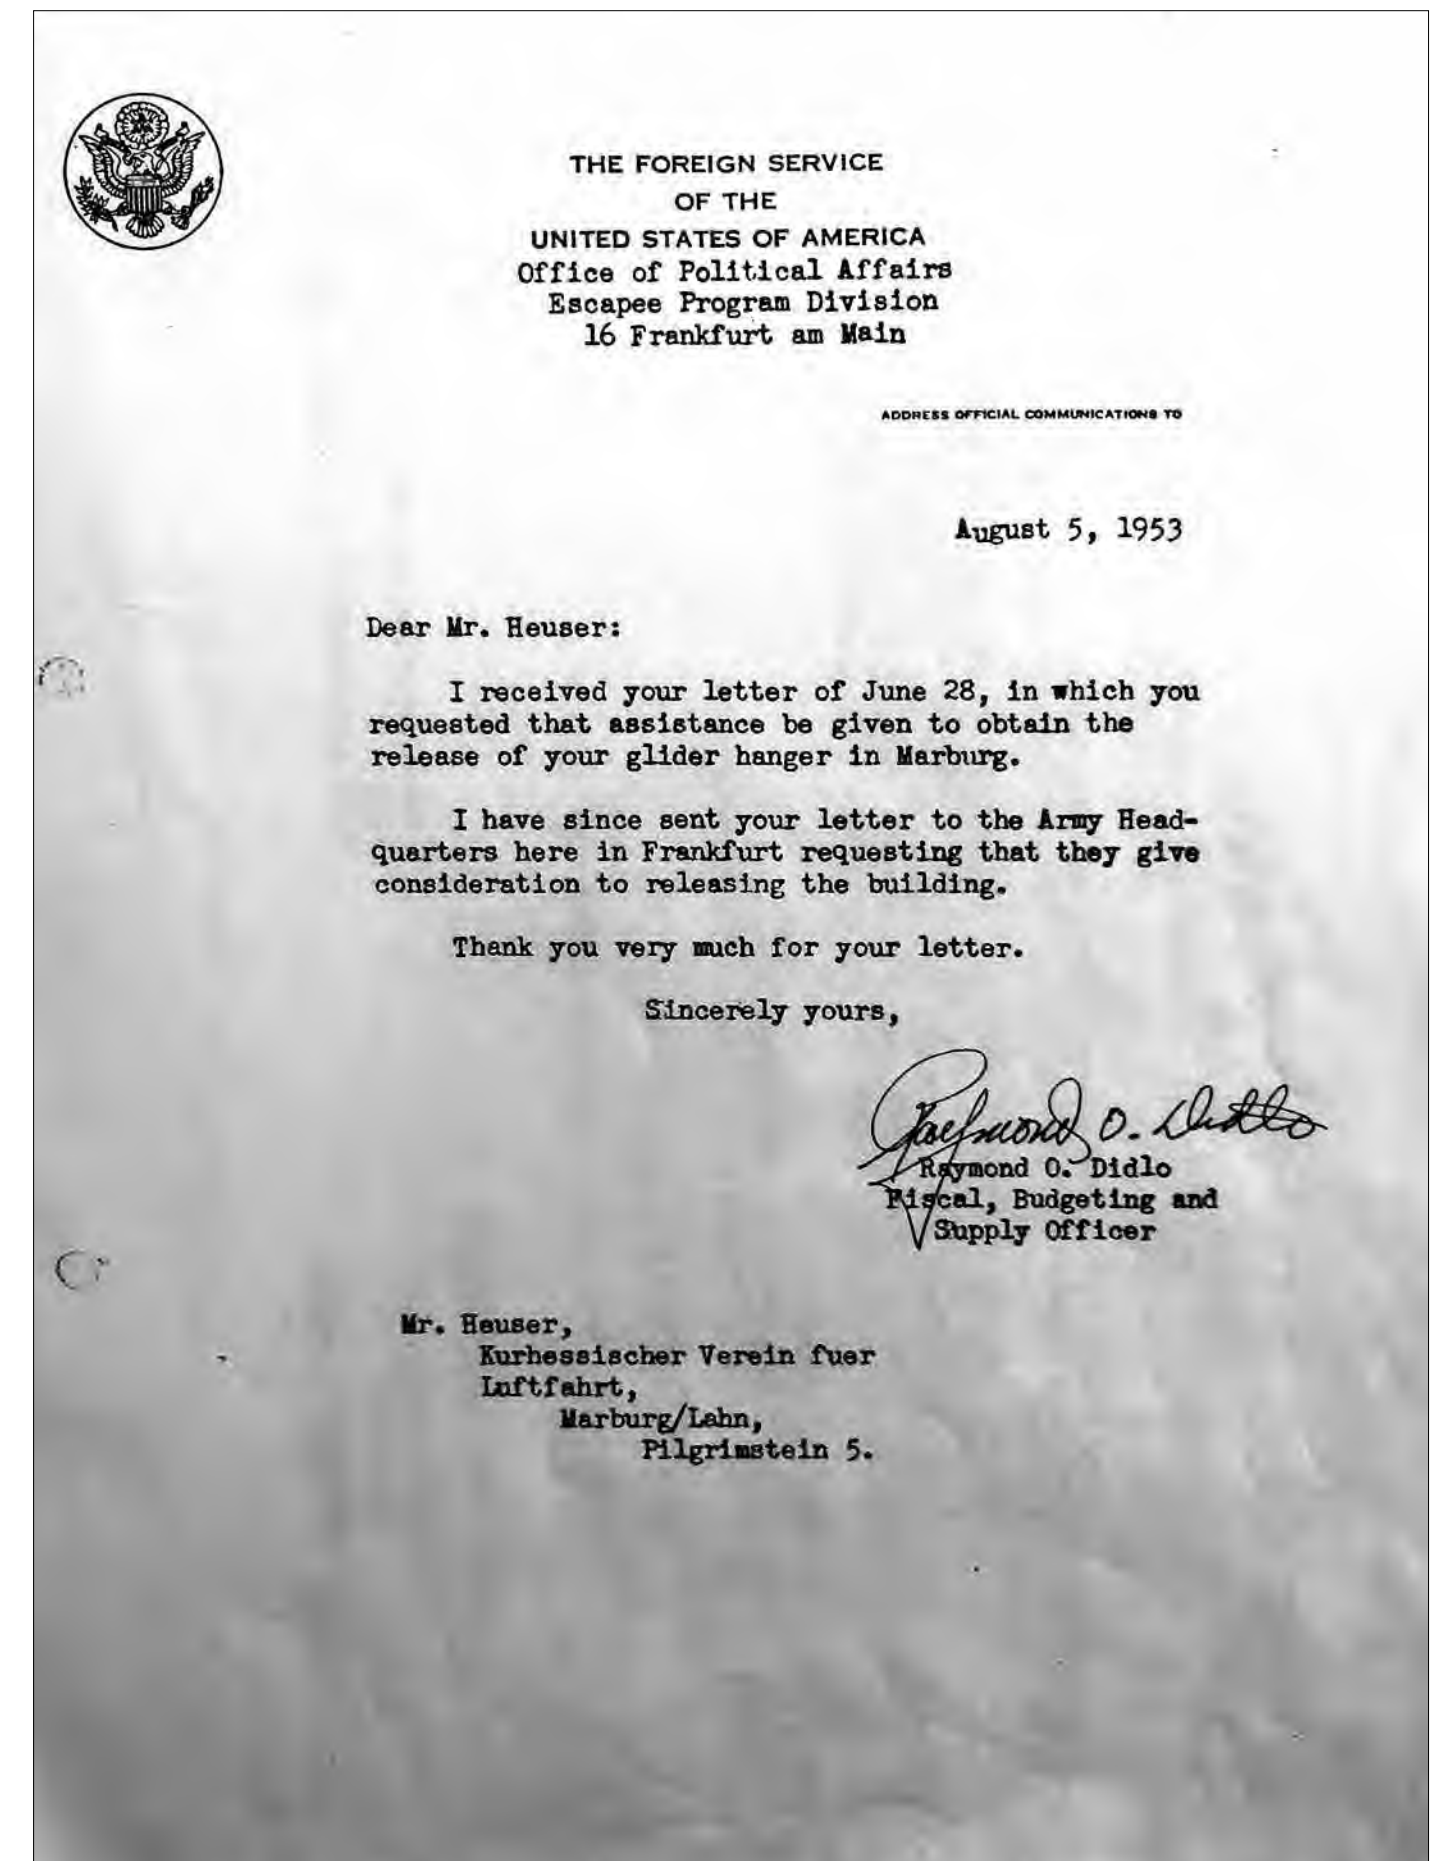 THE FOREIGN SERVICE
OF THE
UNITED STATES OF AMERICA
Office of Political Affairs
Escapee Program Division
16 Frankfurt am Main
ADDRESS OFFICIAL COMMUNICATIONS TO
August 5, 1953
Dear Mr. Heuser:
I received your letter of June 28, in which you
requested that assistance be given to obtain the
release of your glider hanger in Marburg.
I have since sent your letter to the Army Head-
quarters here in Frankfurt requesting that they give
consideration to releasing the building.
Thank you very much for your letter.
Sincerely yours,
Raymond O. Didlo
Raymond O. Didlo
Fiscal, Budgeting and
Supply Officer
Mr. Heuser,
Kurhessischer Verein fuer
Luftfahrt,
Marburg/Lahn,
Pilgrimstein 5.